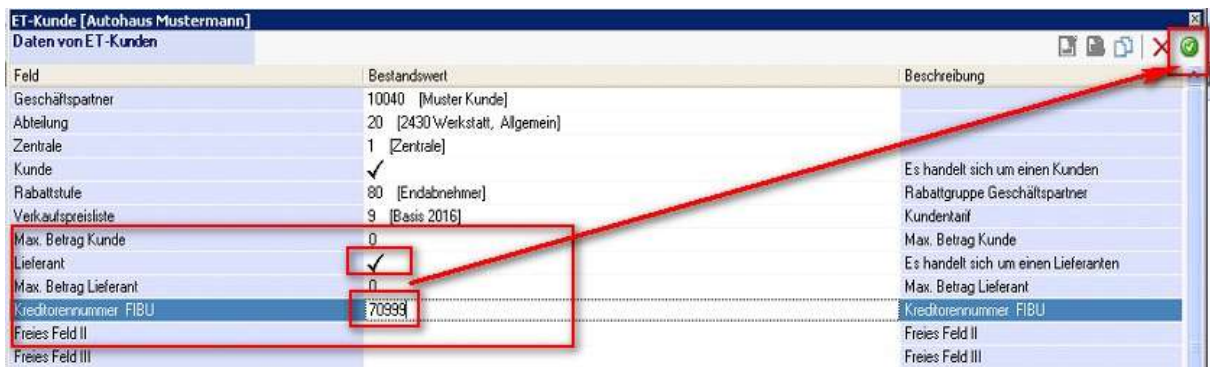 ET-Kunde [Autohaus Mustermann]
Daten von ET-Kunden
Feld Bestandswert Beschreibung
Geschäftspartner 10040 [Muster Kunde]
Abteilung 20 [2430 Werkstatt, Allgemein]
Zentrale 1 [Zentrale]
Kunde ✓ Es handelt sich um einen Kunden
Rabattstufe 80 [Endabnehmer] Rabattgruppe Geschäftspartner
Verkaufspreisliste 9 [Basis 2016] Kundentarif
Max. Betrag Kunde 0 Max. Betrag Kunde
Lieferant ✓ Es handelt sich um einen Lieferanten
Max. Betrag Lieferant 0 Max. Betrag Lieferant
Kreditorennummer FIBU 70999 Kreditorennummer FIBU
Freies Feld II Freies Feld II
Freies Feld III Freies Feld III